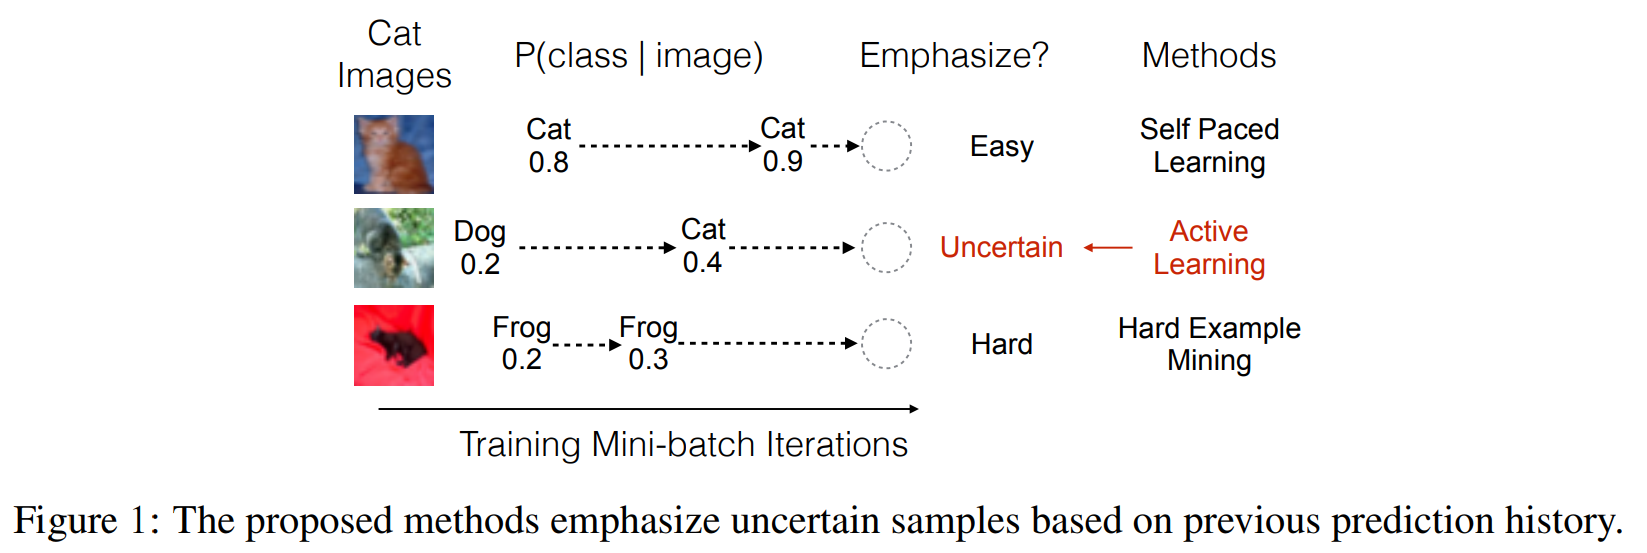 Cat
Images
P(class | image)
Emphasize?
Methods
Cat
0.8
Cat
0.9
Easy
Self Paced
Learning
Dog
0.2
Cat
0.4
Uncertain
Active
Learning
Frog
0.2
Frog
0.3
Hard
Hard Example
Mining
Training Mini-batch Iterations
Figure 1: The proposed methods emphasize uncertain samples based on previous prediction history.